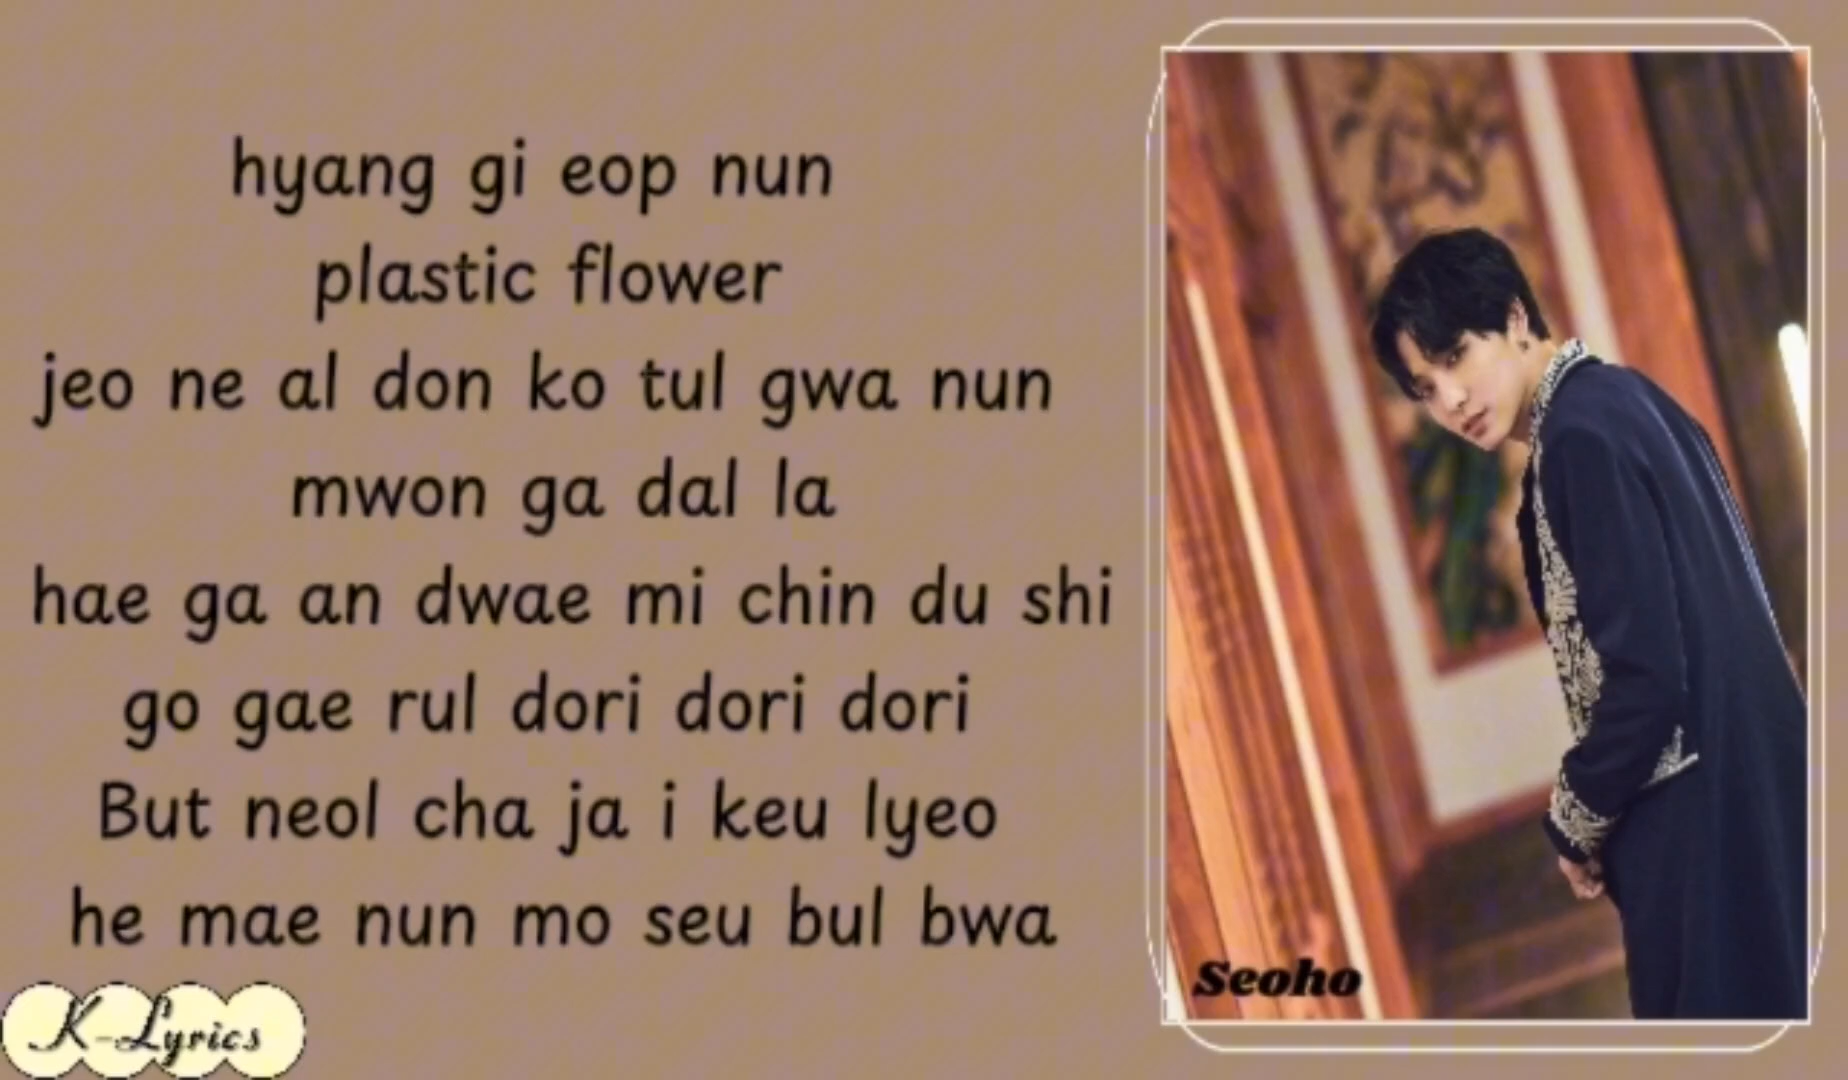 hyang gi eop nun
plastic flower
jeo ne al don ko tul gwa nun
mwon ga dal la
hae ga an dwae mi chin du shi
go gae rul dori dori dori
But neol cha ja i keu lyeo
he mae nun mo seu bul bwa
K-Lyrics
Seoho